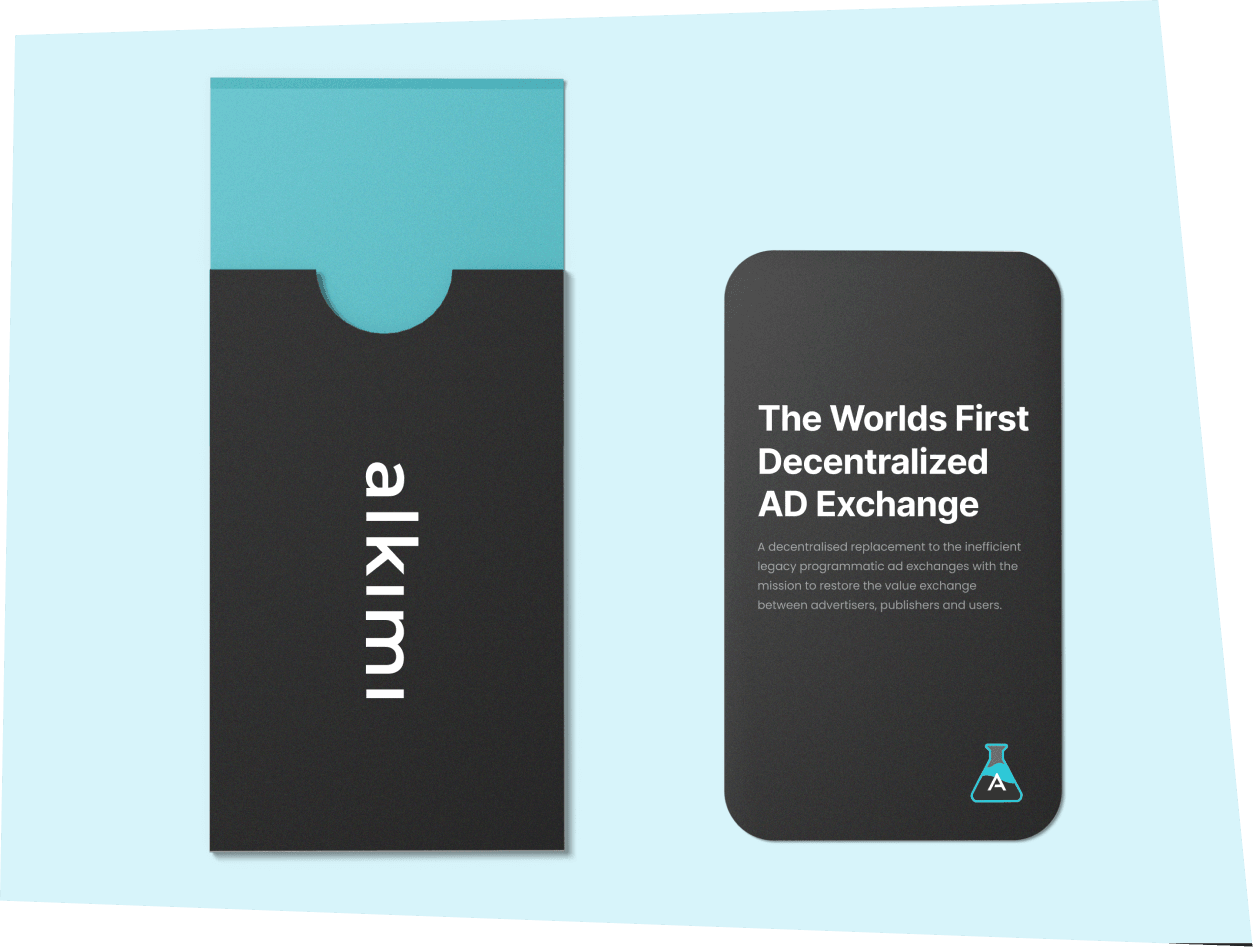 alkımı
The Worlds First
Decentralized
AD Exchange
A decentralised replacement to the inefficient
legacy programmatic ad exchanges with the
mission to restore the value exchange
between advertisers, publishers and users.
A